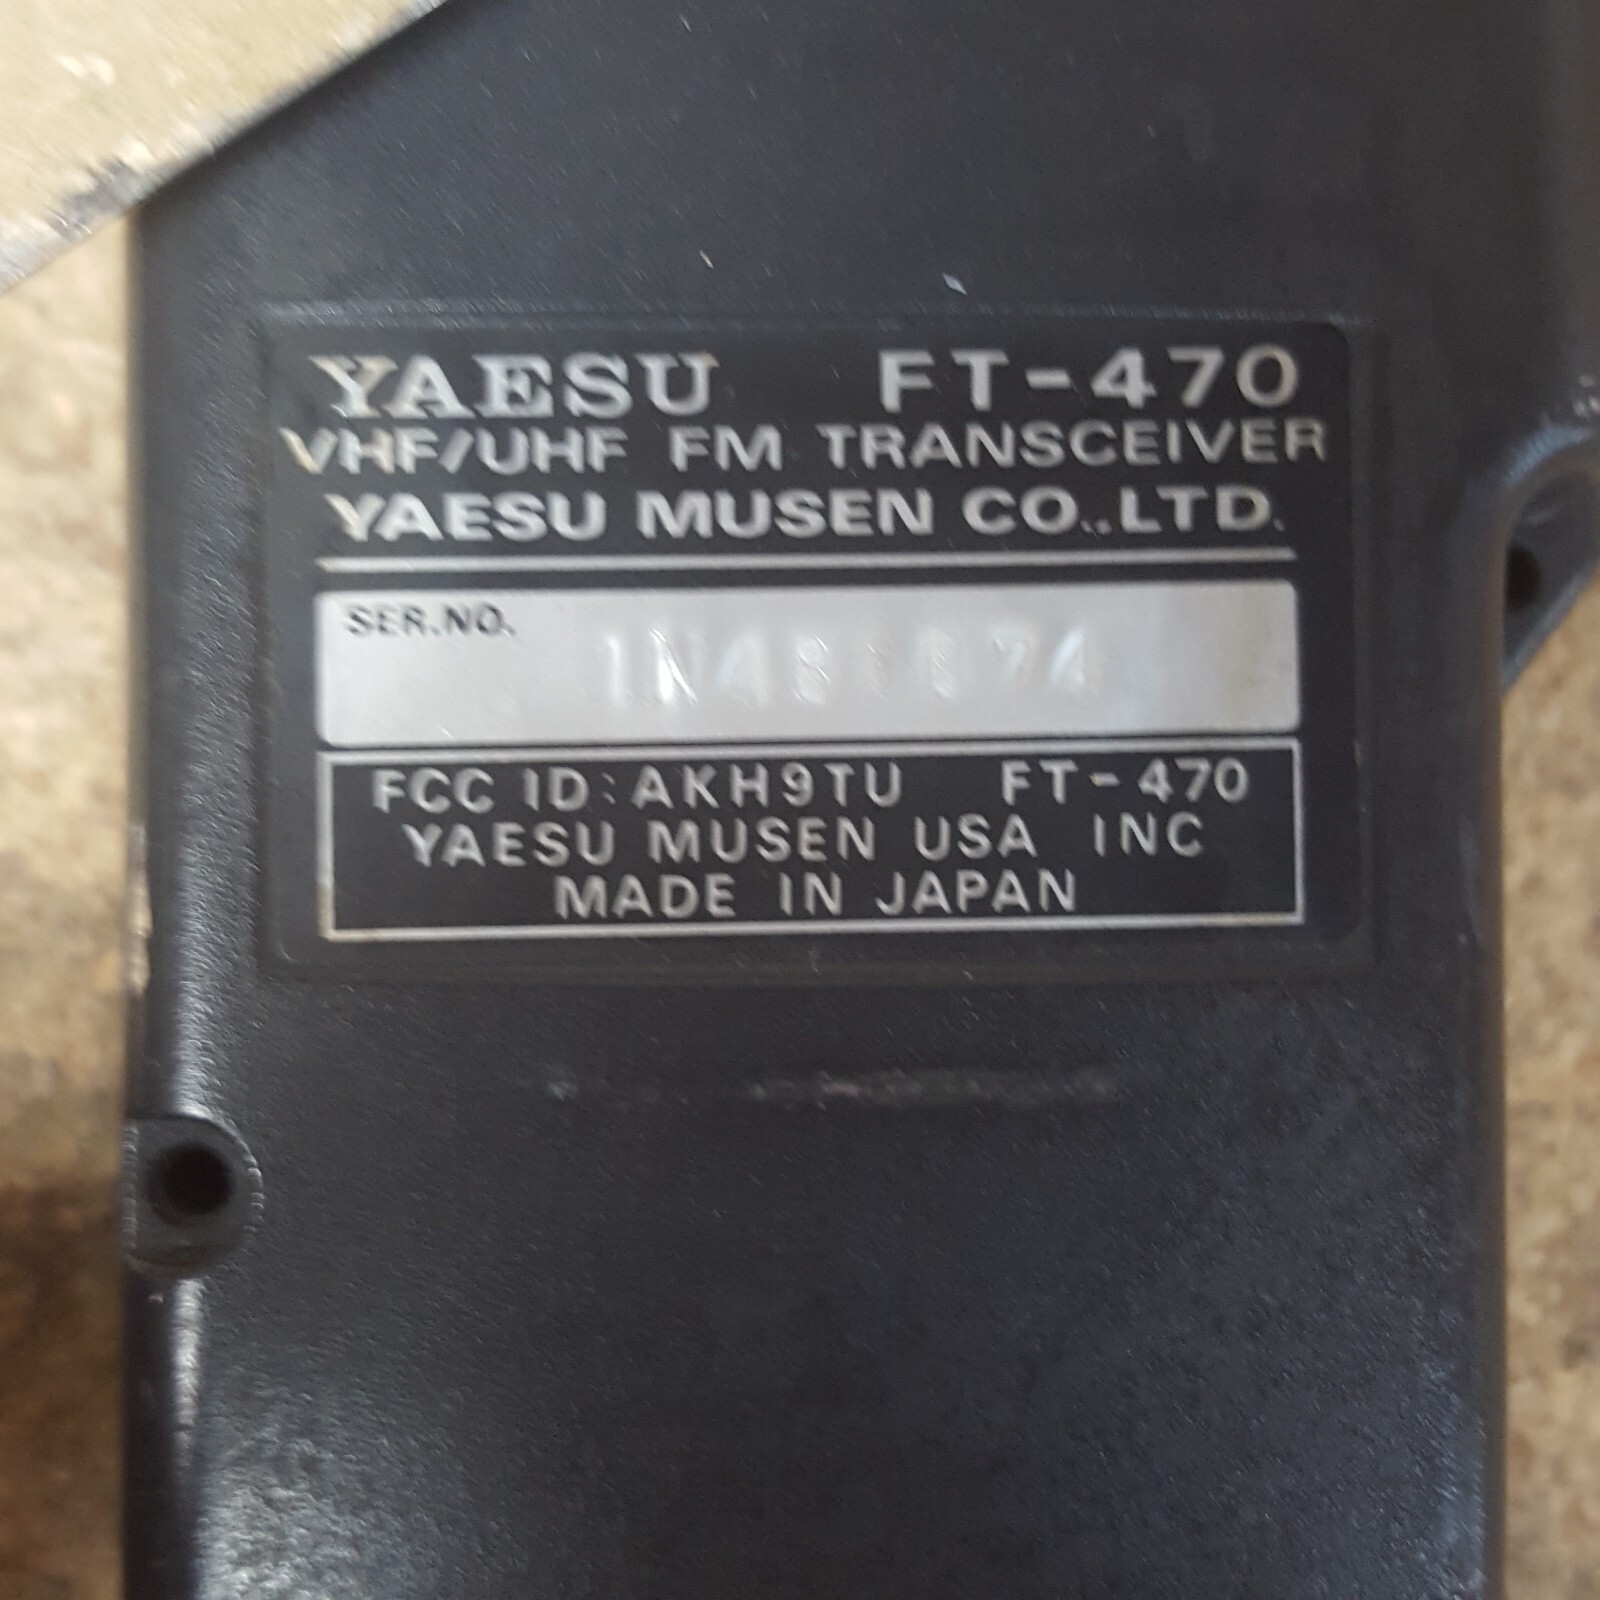 YAESU FT-470
VHF/UHF FM TRANSCEIVER
YAESU MUSEN CO.,LTD.
SER.NO.
FCC ID: AKH9TU FT-470
YAESU MUSEN USA INC
MADE IN JAPAN